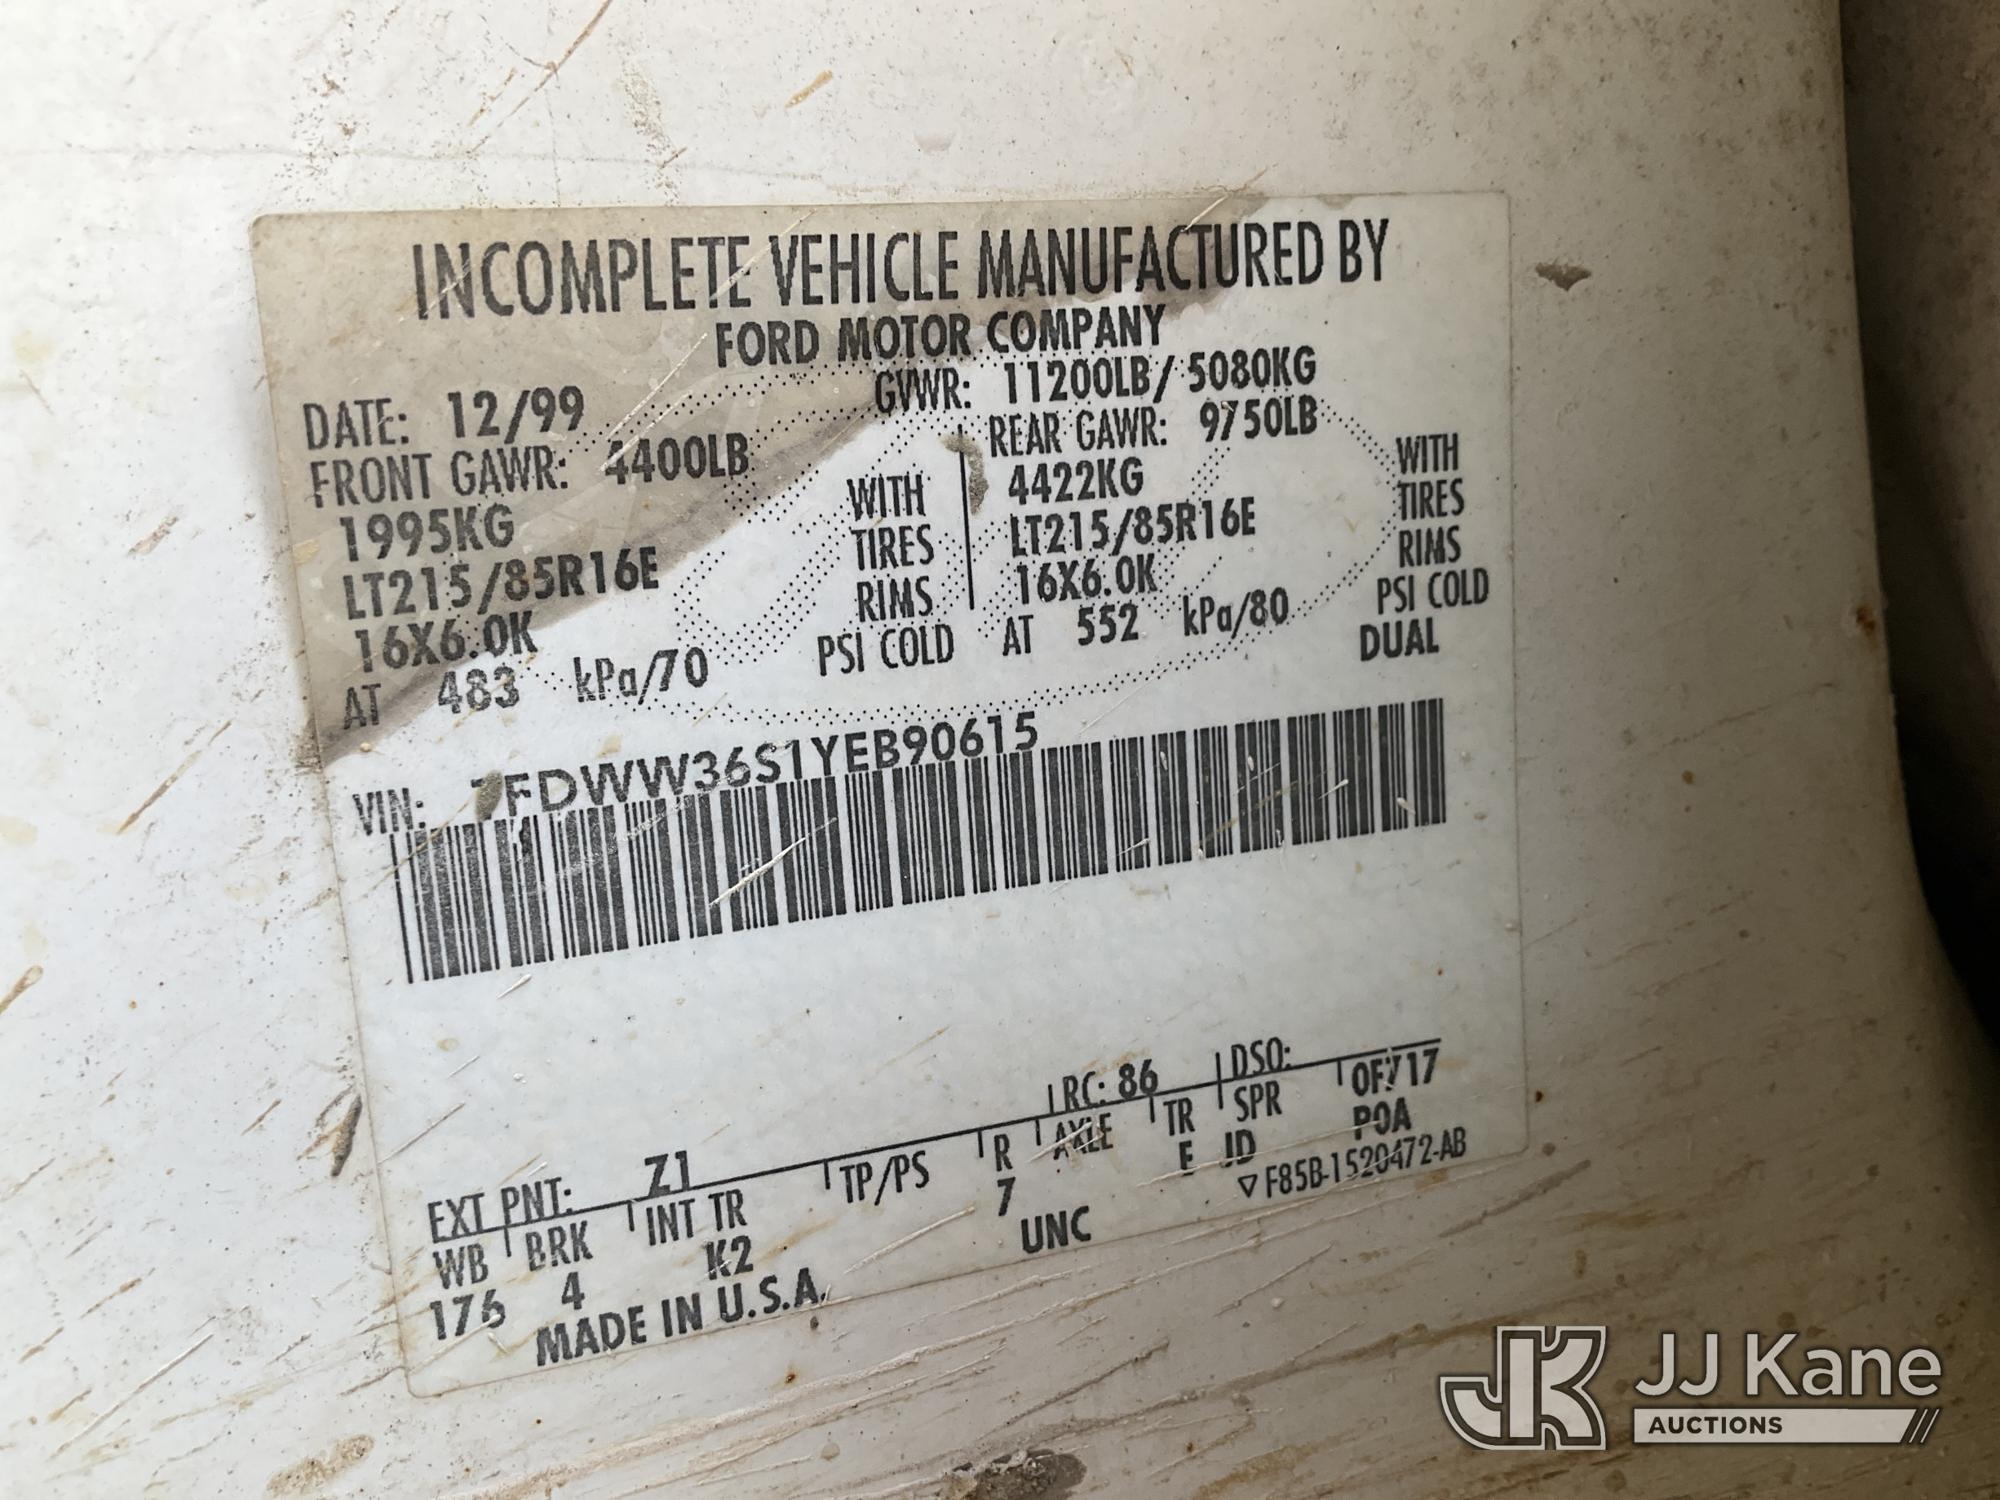 INCOMPLETE VEHICLE MANUFACTURED BY
FORD MOTOR COMPANY
DATE: 12/99 GVWR: 11200LB/ 5080KG
FRONT GAWR: 4400LB REAR GAWR: 9750LB
1995KG WITH 4422KG WITH
LT215/85R16E TIRES LT215/85R16E TIRES
16X6.0K RIMS 16X6.0K RIMS
AT 483 kPa/70 PSI COLD AT 552 kPa/80 PSI COLD
DUAL
VIN: FDWW36S1YEB90615
EXT PNT: Z1 RC: 86 DSO:
WB BRK INT TR TP/PS R AXLE TR SPR 0F717
176 4 K2 7 UNC E JD POA
MADE IN U.S.A. ▽F85B-1520472-AB
JK JJ Kane
AUCTIONS